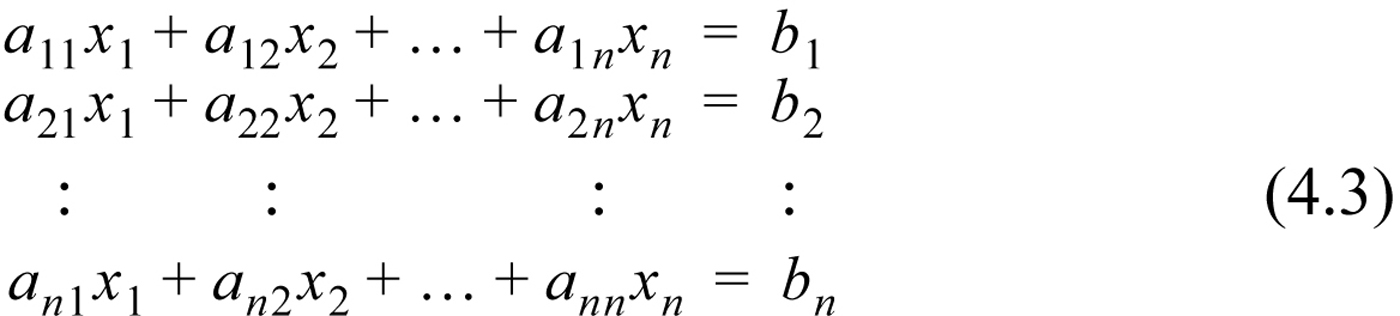 a₁₁x₁ + a₁₂x₂ + … + a₁ₙxₙ = b₁
a₂₁x₁ + a₂₂x₂ + … + a₂ₙxₙ = b₂
: : : : (4.3)
aₙ₁x₁ + aₙ₂x₂ + … + aₙₙxₙ = bₙ